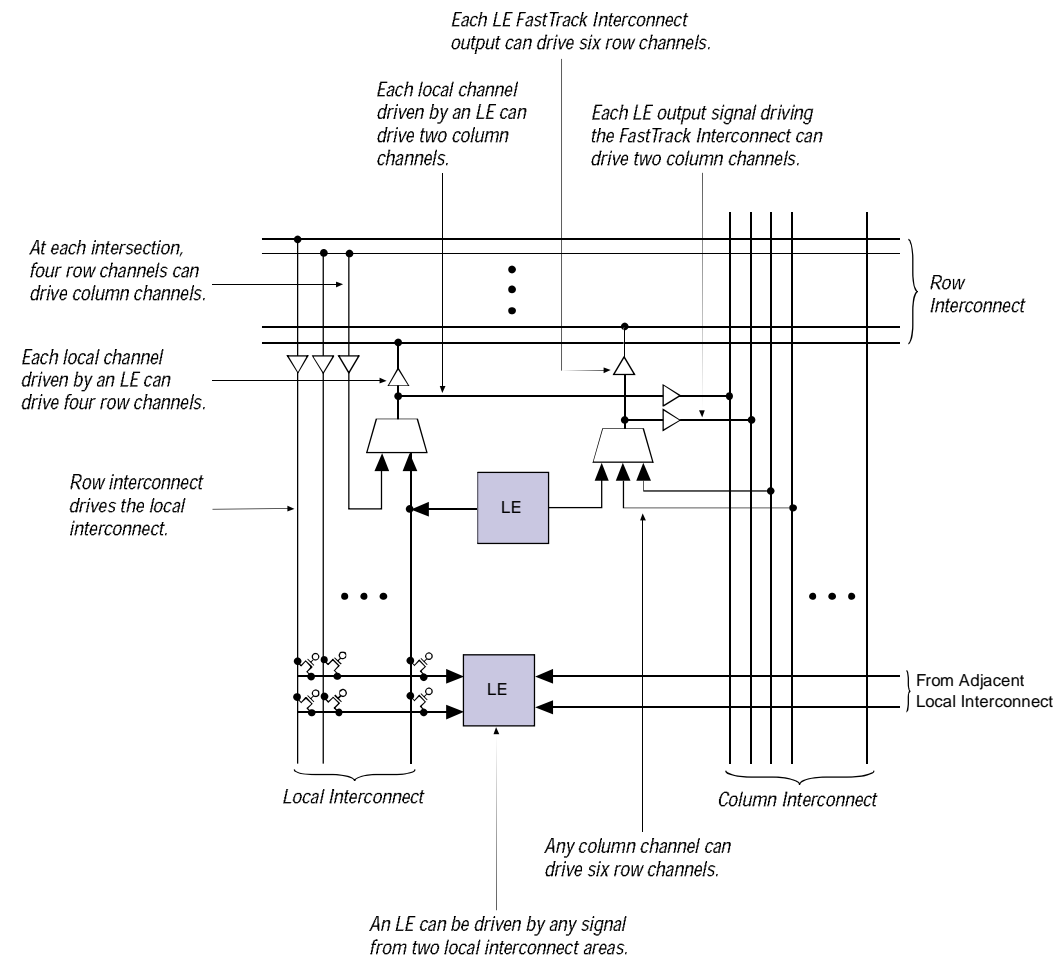 Each LE FastTrack Interconnect
output can drive six row channels.
Each local channel
driven by an LE can
drive two column
channels.
Each LE output signal driving
the FastTrack Interconnect can
drive two column channels.
At each intersection,
four row channels can
drive column channels.
Row
Interconnect
Each local channel
driven by an LE can
drive four row channels.
Row interconnect
drives the local
interconnect.
LE
LE
From Adjacent
Local Interconnect
Local Interconnect
Column Interconnect
Any column channel can
drive six row channels.
An LE can be driven by any signal
from two local interconnect areas.